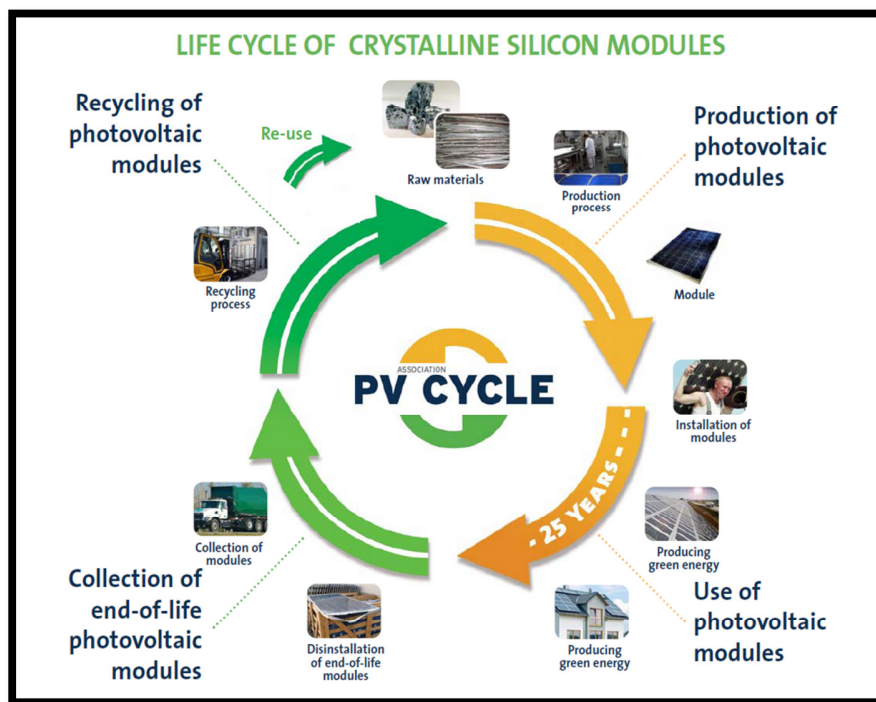 LIFE CYCLE OF CRYSTALLINE SILICON MODULES
Recycling of
photovoltaic
modules
Re-use
Raw materials
Production
process
Production of
photovoltaic
modules
Module
Recycling
process
ASSOCIATION
PV CYCLE
Installation of
modules
- 25 YEARS
Producing
green energy
Use of
photovoltaic
modules
Producing
green energy
Disinstallation
of end-of-life
modules
Collection of
modules
Collection of
end-of-life
photovoltaic
modules